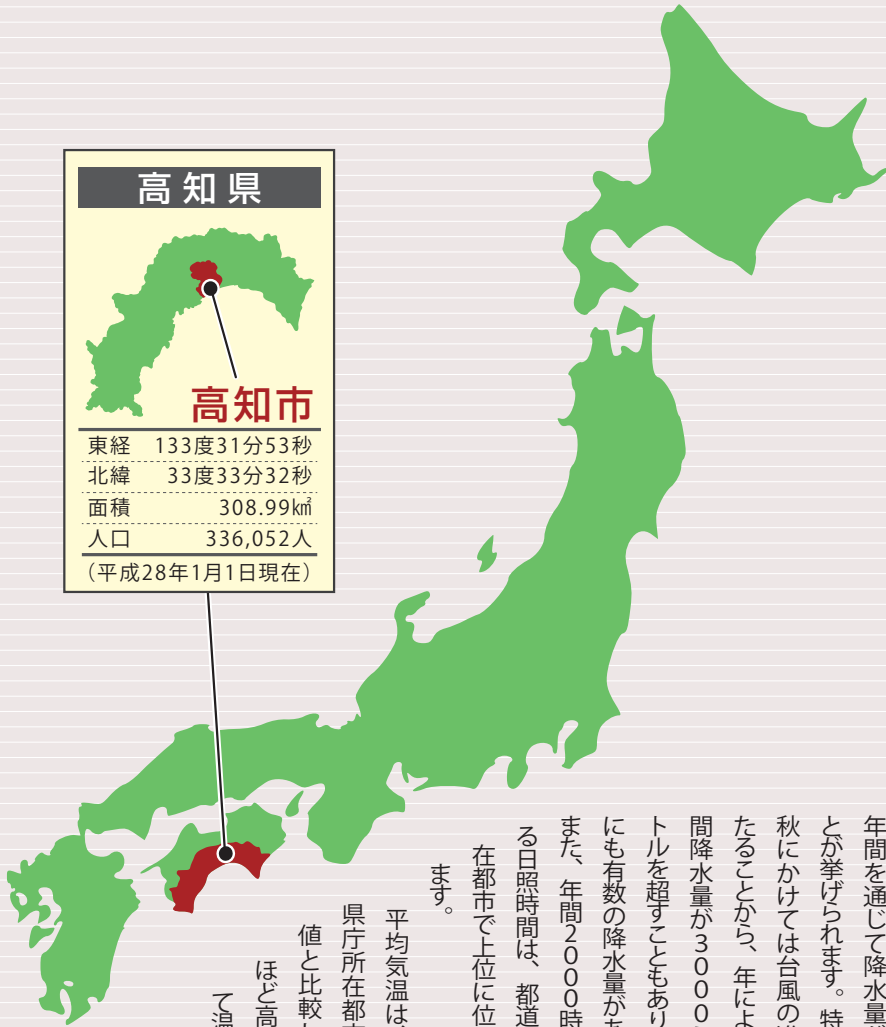 高知県
高知市
東経 133度31分53秒
北緯 33度33分32秒
面積 308.99㎢
人口 336,052人
(平成28年1月1日現在)
年間を通じて降水量
とが挙げられます。特
秋にかけては台風の
たることから、年によ
間降水量が3000
トルを超すこともあり
にも有数の降水量があ
また、年間2000時
る日照時間は、都道
在都市で上位に位
ます。
平均気温は
県庁所在都市
値と比較
ほど高
て温